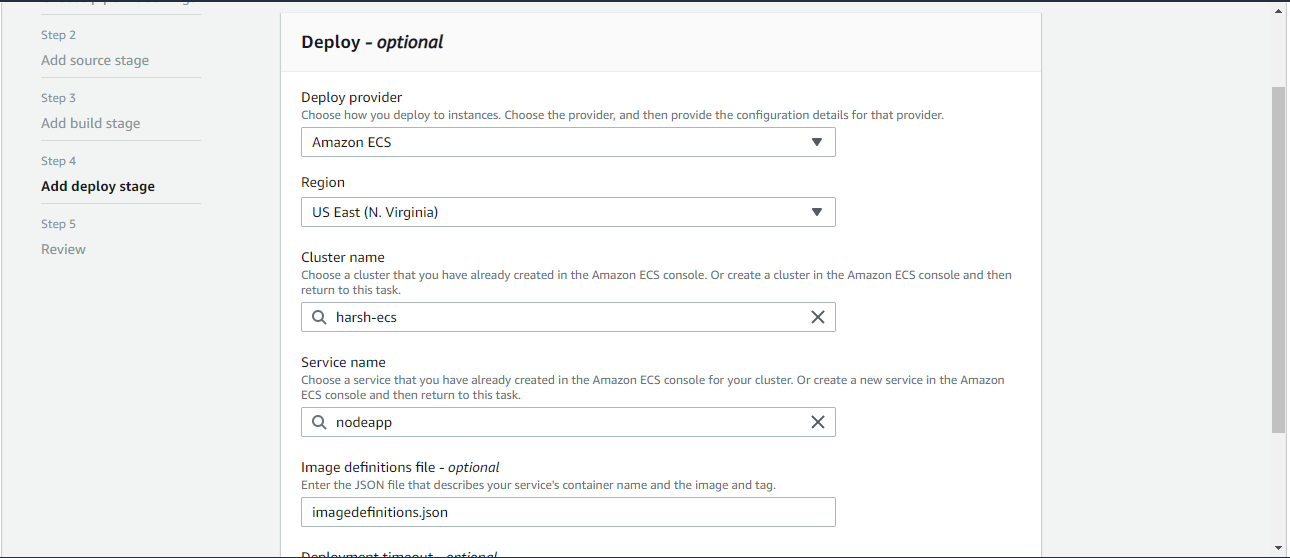 Step 2
Add source stage
Step 3
Add build stage
Step 4
Add deploy stage
Step 5
Review
Deploy - optional
Deploy provider
Choose how you deploy to instances. Choose the provider, and then provide the configuration details for that provider.
Amazon ECS
Region
US East (N. Virginia)
Cluster name
Choose a cluster that you have already created in the Amazon ECS console. Or create a cluster in the Amazon ECS console and then
return to this task.
harsh-ecs
Service name
Choose a service that you have already created in the Amazon ECS console for your cluster. Or create a new service in the Amazon
ECS console and then return to this task.
nodeapp
Image definitions file - optional
Enter the JSON file that describes your service's container name and the image and tag.
imagedefinitions.json
Deployment timeout - optional